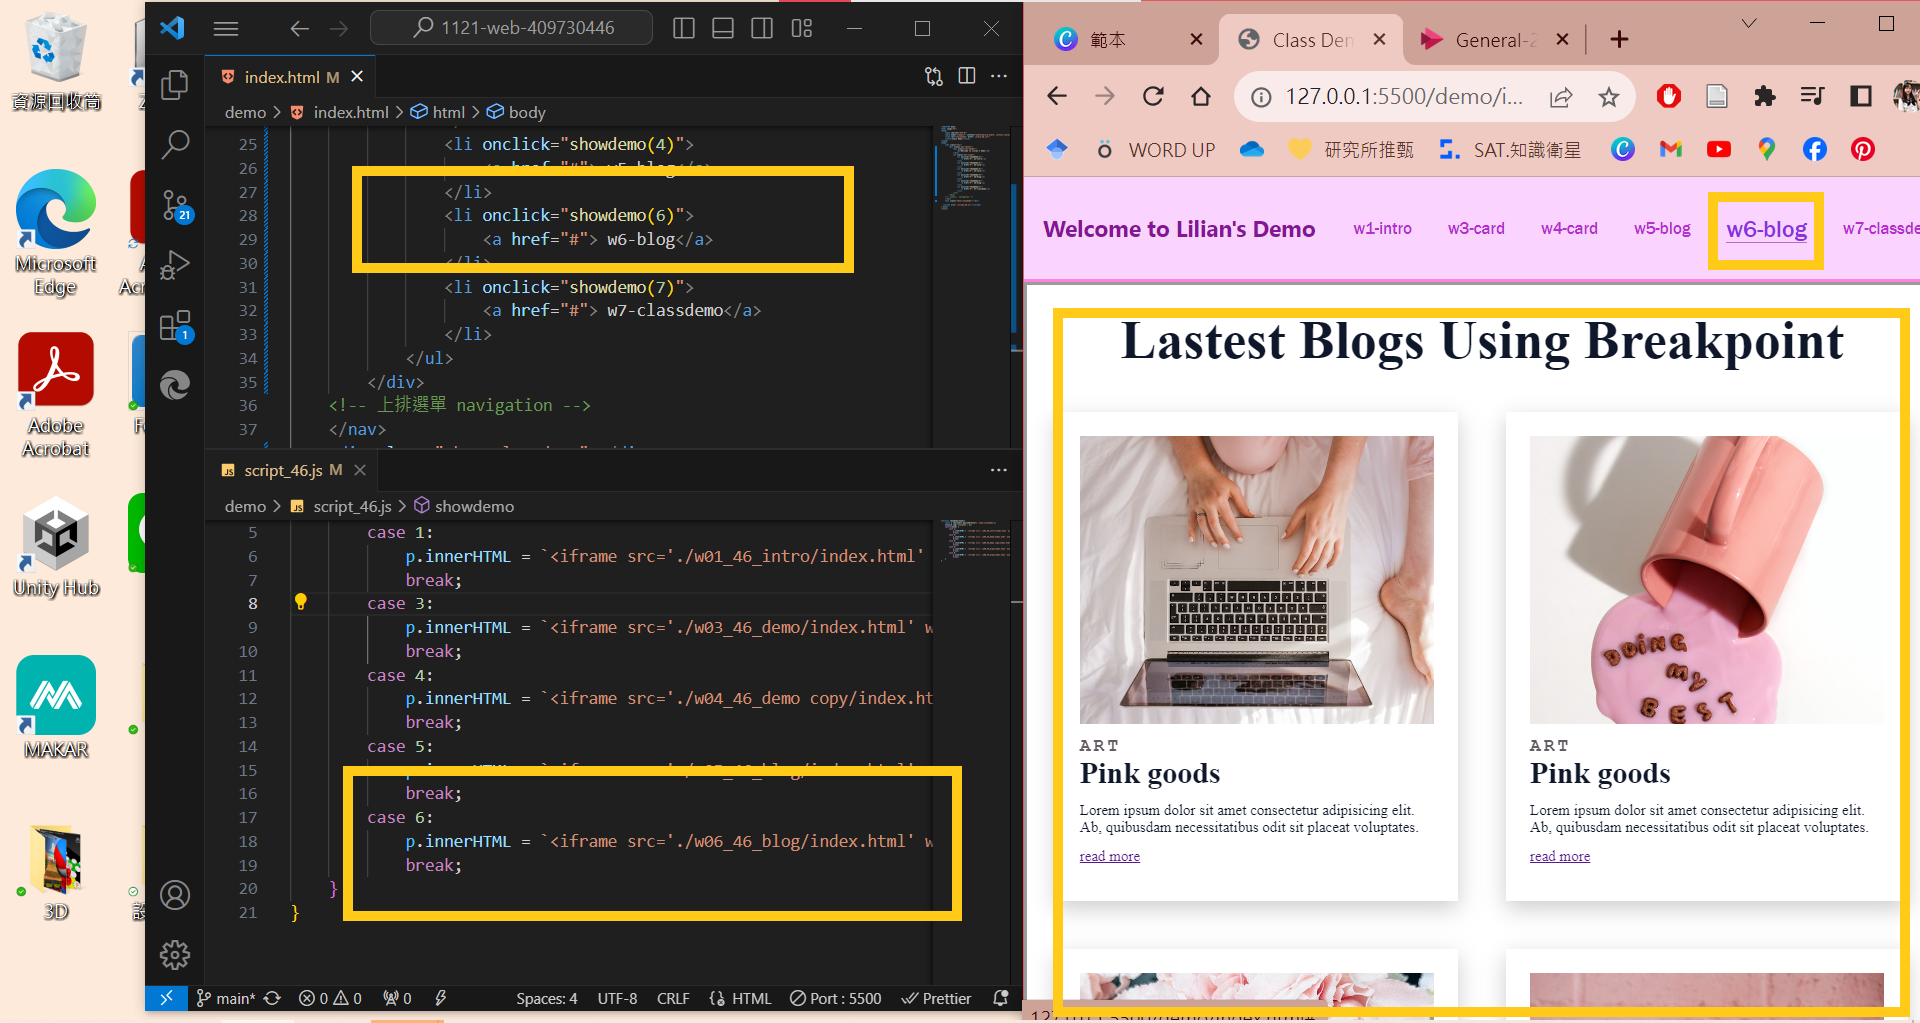 資源回收筒
Microsoft
Edge
Adobe
Acrobat
Unity Hub
MAKAR
3D
1121-web-409730446
index.html M
demo > index.html > html > body
25 <li onclick="showdemo(4)">
26
27 </li>
28 <li onclick="showdemo(6)">
29 <a href="#"> w6-blog</a>
30 </li>
31 <li onclick="showdemo(7)">
32 <a href="#"> w7-classdemo</a>
33 </li>
34 </ul>
35 </div>
36 <!-- 上排選單 navigation -->
37 </nav>
script_46.js M
demo > script_46.js > showdemo
5 case 1:
6 p.innerHTML = `<iframe src='./w01_46_intro/index.html'
7 break;
8 case 3:
9 p.innerHTML = `<iframe src='./w03_46_demo/index.html' w
10 break;
11 case 4:
12 p.innerHTML = `<iframe src='./w04_46_demo copy/index.ht
13 break;
14 case 5:
15
16 break;
17 case 6:
18 p.innerHTML = `<iframe src='./w06_46_blog/index.html' w
19 break;
20 }
21 }
21
1
main* 0 0 0 Spaces: 4 UTF-8 CRLF HTML Port : 5500 Prettier
範本
Class Den
General-2
127.0.0.1:5500/demo/i...
WORD UP
研究所推甄
SAT.知識衛星
Welcome to Lilian's Demo w1-intro w3-card w4-card w5-blog w6-blog w7-classde
Lastest Blogs Using Breakpoint
DOING
my
BEST
ART
Pink goods
Lorem ipsum dolor sit amet consectetur adipisicing elit.
Ab, quibusdam necessitatibus odit sit placeat voluptates.
read more
ART
Pink goods
Lorem ipsum dolor sit amet consectetur adipisicing elit.
Ab, quibusdam necessitatibus odit sit placeat voluptates.
read more